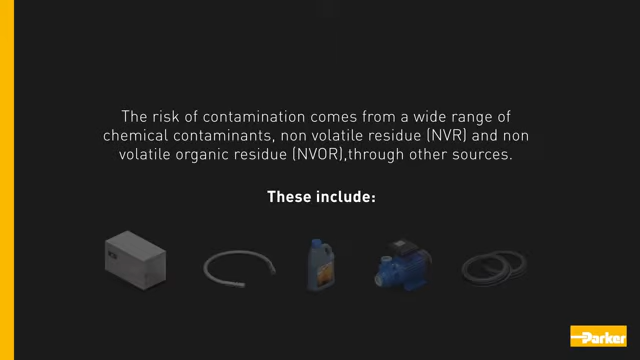 The risk of contamination comes from a wide range of
chemical contaminants, non volatile residue (NVR) and non
volatile organic residue (NVOR),through other sources.
These include:
Parker